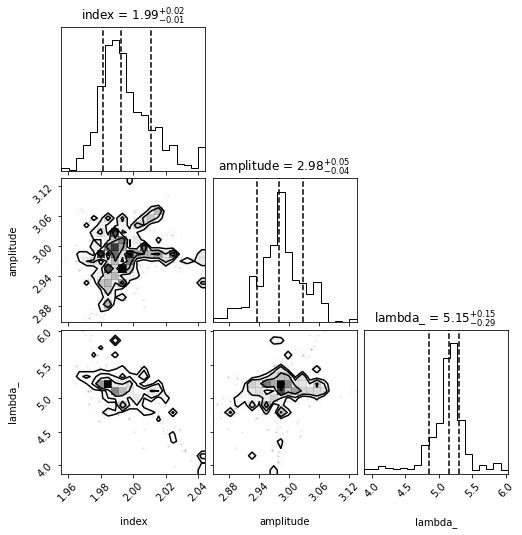 index = 1.99+0.02−0.01
amplitude = 2.98+0.05−0.04
lambda_ = 5.15+0.15−0.29
amplitude
3.12
3.06
3.00
2.94
2.88
lambda_
6.0
5.5
5.0
4.5
4.0
1.96 1.98 2.00 2.02 2.04
2.88 2.94 3.00 3.06 3.12
4.0 4.5 5.0 5.5 6.0
index
amplitude
lambda_